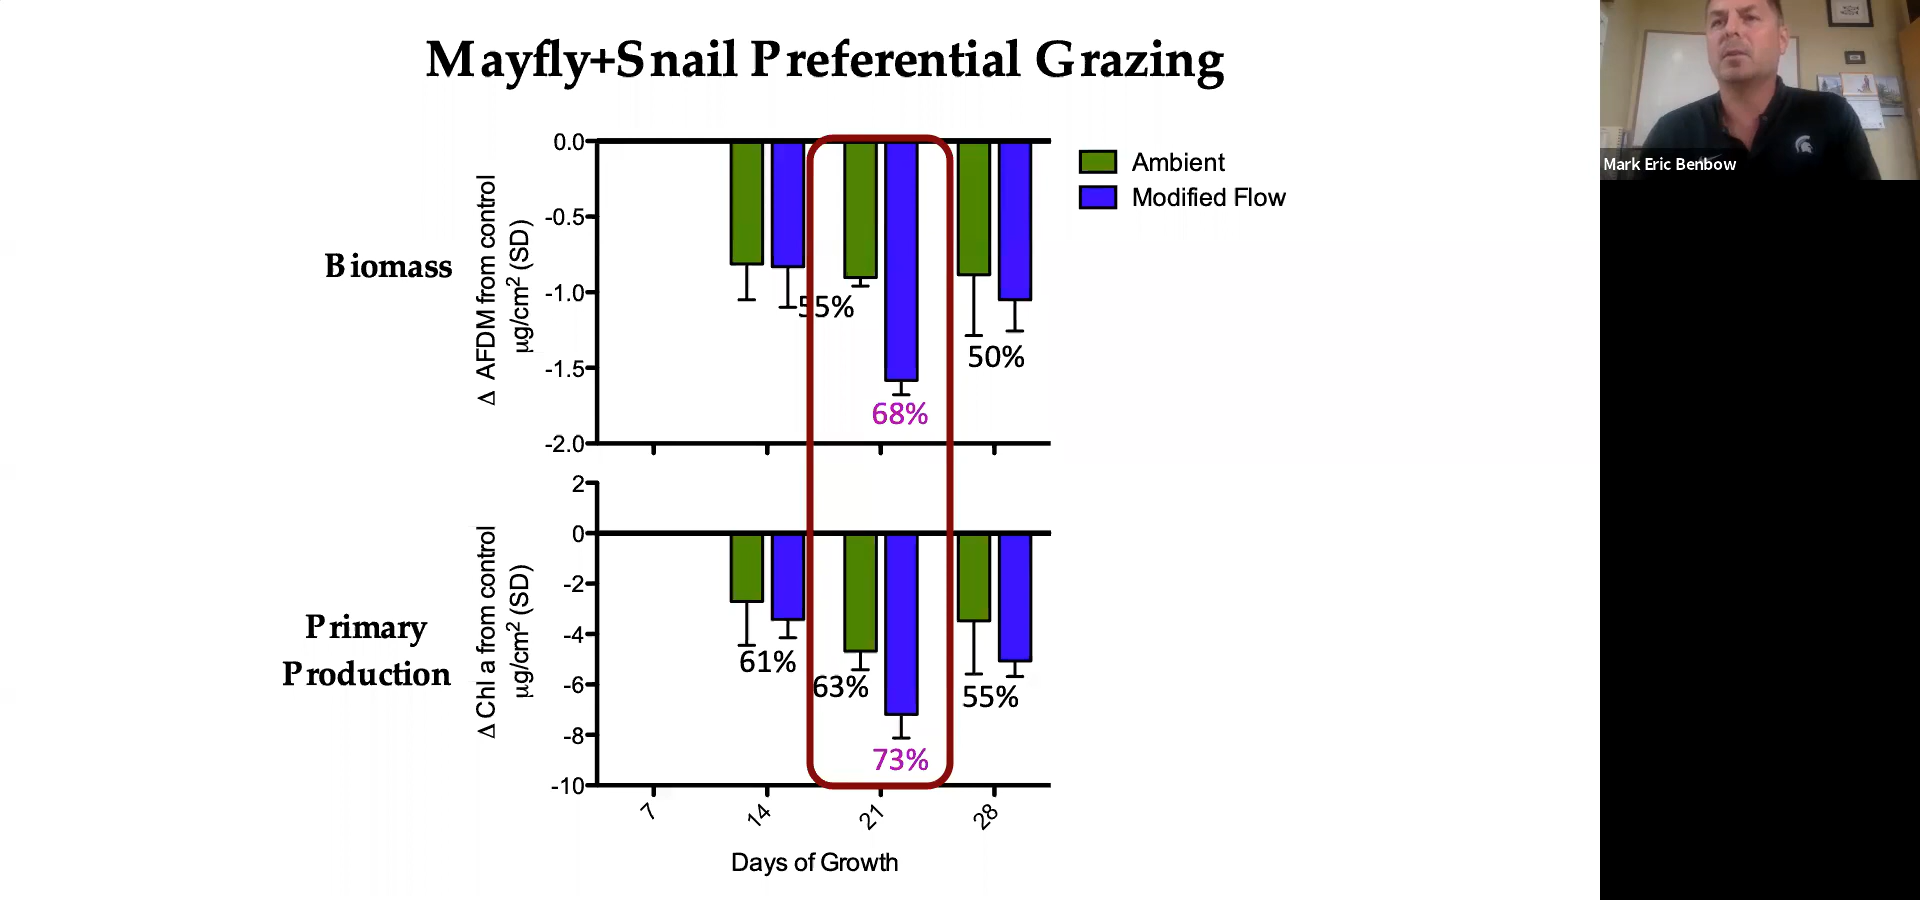 Mayfly+Snail Preferential Grazing
Mark Eric Benbow
Ambient
Modified Flow
Biomass
Δ AFDM from control
µg/cm² (SD)
0.0
-0.5
-1.0
-1.5
-2.0
55%
68%
50%
Primary
Production
Δ Chl a from control
µg/cm² (SD)
2
0
-2
-4
-6
-8
-10
61%
63%
73%
55%
7
14
21
28
Days of Growth